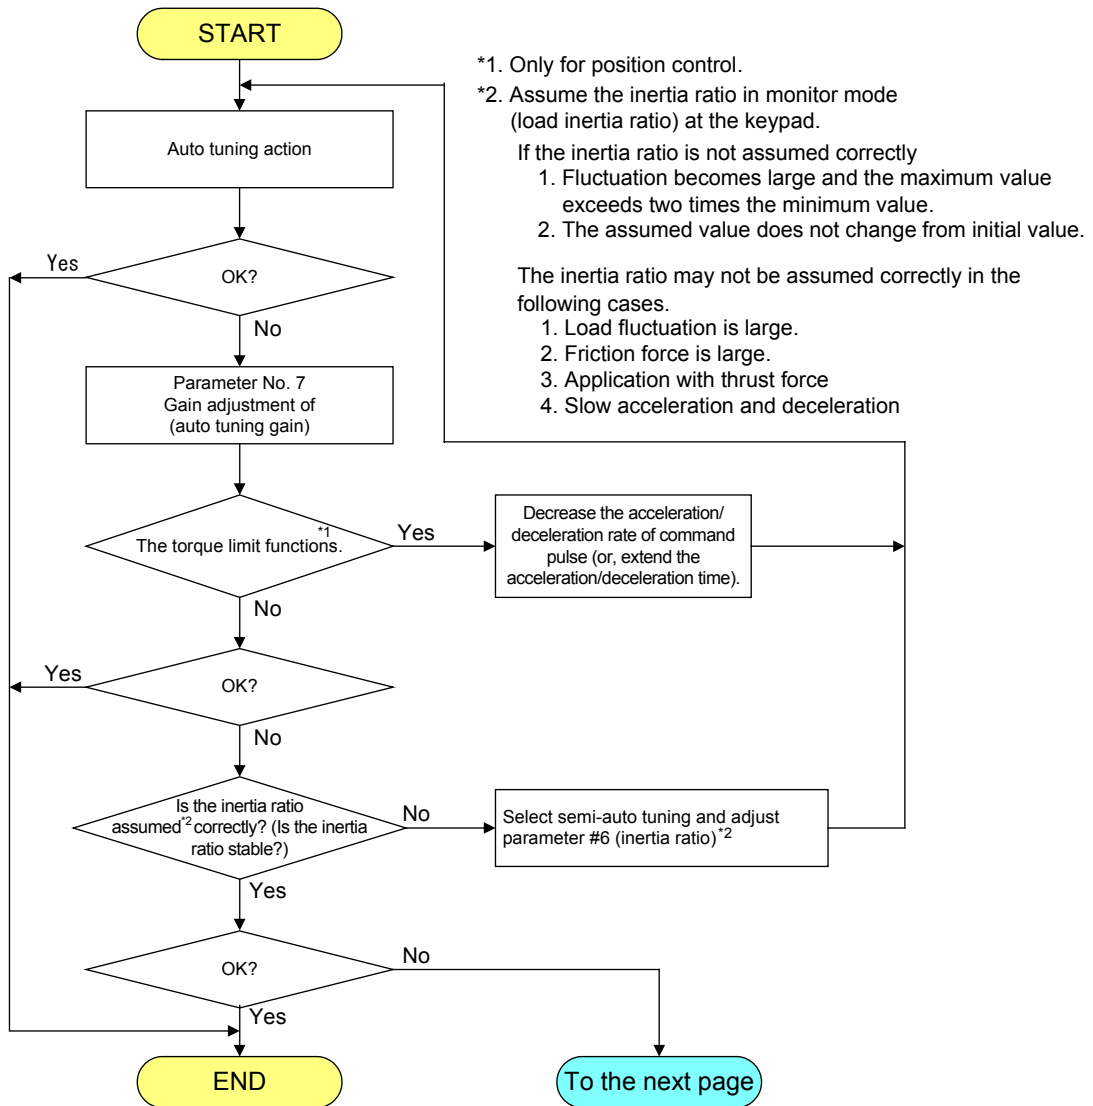 START
*1. Only for position control.
*2. Assume the inertia ratio in monitor mode
(load inertia ratio) at the keypad.
If the inertia ratio is not assumed correctly
1. Fluctuation becomes large and the maximum value
exceeds two times the minimum value.
2. The assumed value does not change from initial value.
The inertia ratio may not be assumed correctly in the
following cases.
1. Load fluctuation is large.
2. Friction force is large.
3. Application with thrust force
4. Slow acceleration and deceleration
Auto tuning action
Yes
OK?
No
Parameter No. 7
Gain adjustment of
(auto tuning gain)
The torque limit functions.*1
Yes
Decrease the acceleration/
deceleration rate of command
pulse (or, extend the
acceleration/deceleration time).
No
Yes
OK?
No
Is the inertia ratio
assumed*2 correctly? (Is the inertia
ratio stable?)
No
Select semi-auto tuning and adjust
parameter #6 (inertia ratio)*2
Yes
OK?
No
Yes
END
To the next page